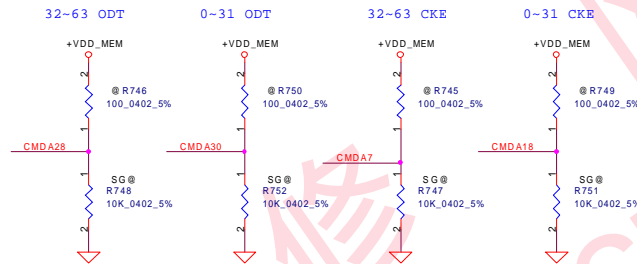 32~63 ODT 0~31 ODT 32~63 CKE 0~31 CKE
+VDD_MEM +VDD_MEM +VDD_MEM +VDD_MEM
2 2 2 2
@R746 @R750 @R745 @R749
100_0402_5% 100_0402_5% 100_0402_5% 100_0402_5%
1 1 1 1
CMDA28 CMDA30 CMDA7 CMDA18
1 1 1 1
SG@ SG@ SG@ SG@
R748 R752 R747 R751
10K_0402_5% 10K_0402_5% 10K_0402_5% 10K_0402_5%
2 2 2 2
修